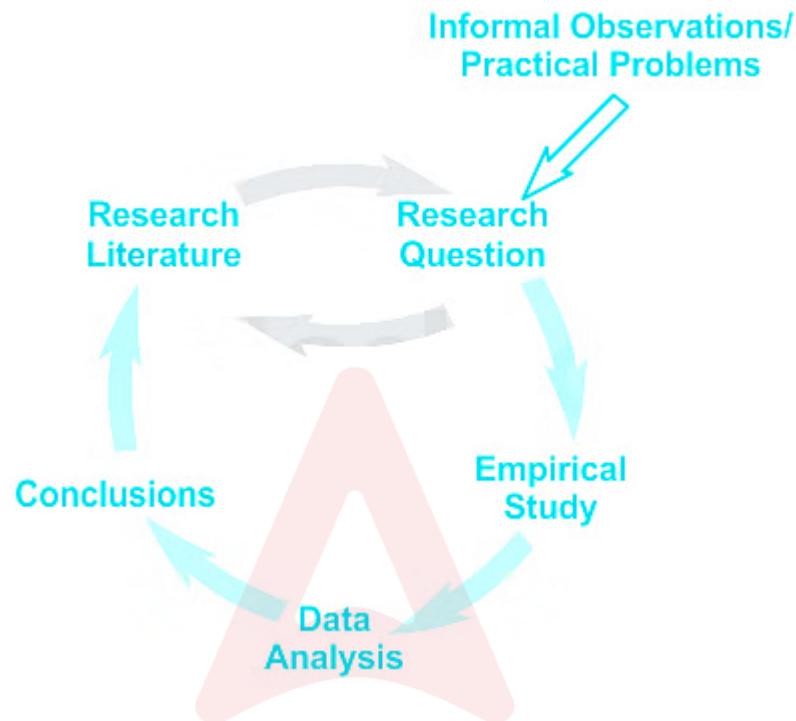 Informal Observations/
Practical Problems
Research
Literature
Research
Question
Empirical
Study
Data
Analysis
Conclusions